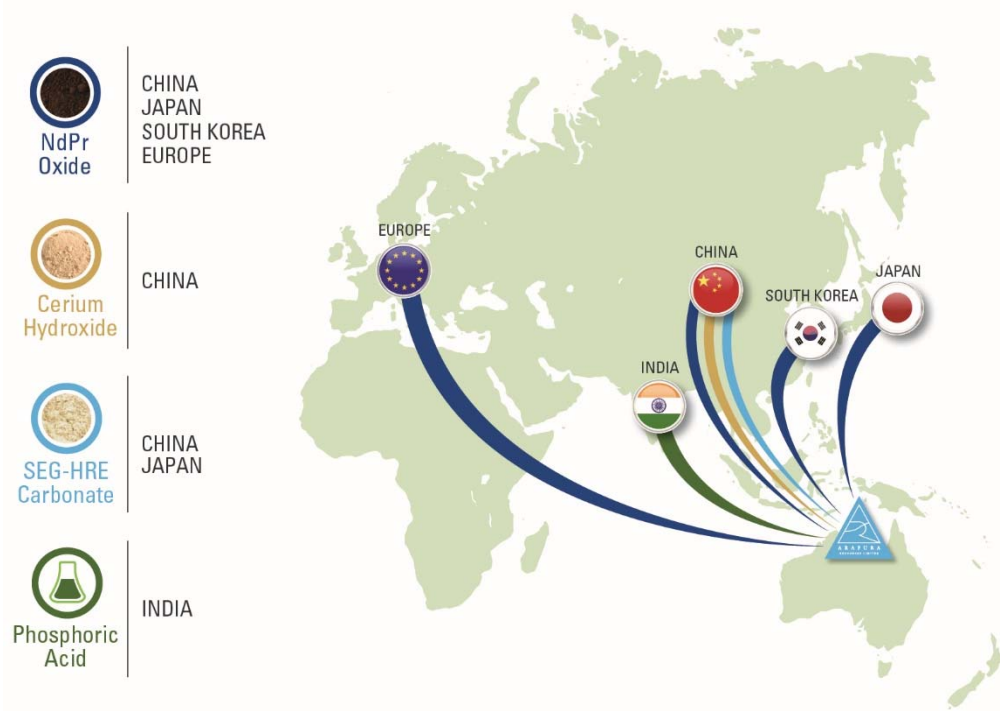 NdPr
Oxide
CHINA
JAPAN
SOUTH KOREA
EUROPE
Cerium
Hydroxide
CHINA
SEG-HRE
Carbonate
CHINA
JAPAN
Phosphoric
Acid
INDIA
EUROPE
CHINA
JAPAN
SOUTH KOREA
INDIA
ARAFURA